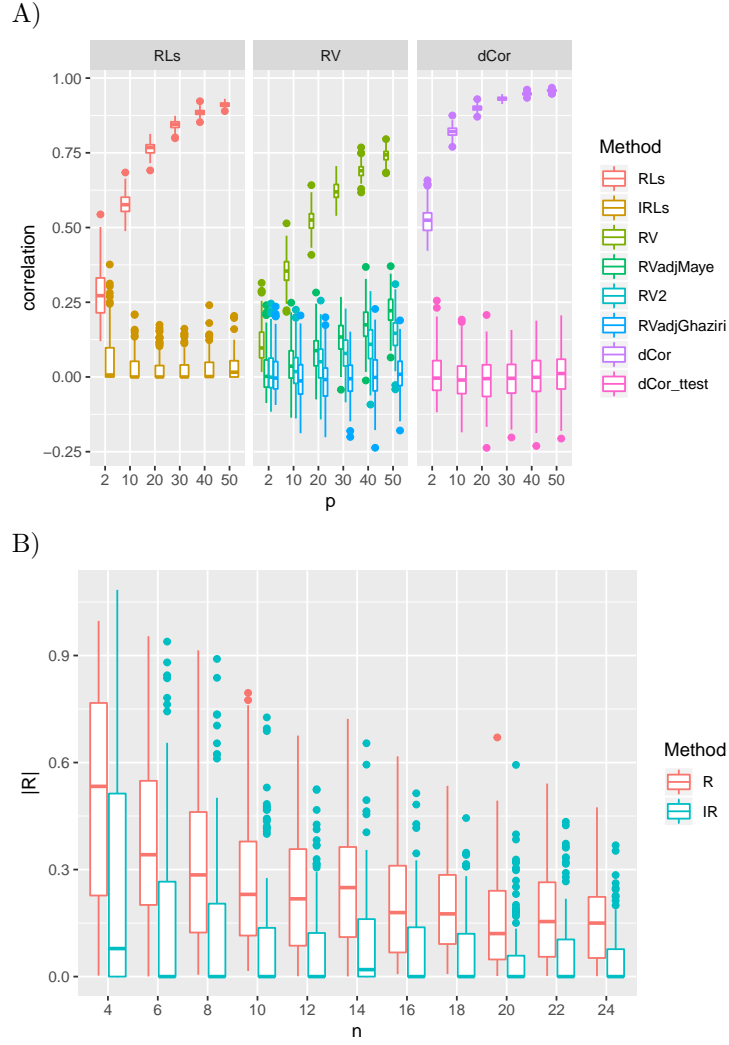 A)
RLs RV dCor
1.00
0.75
0.50
0.25
0.00
−0.25
correlation
2 10 20 30 40 50 2 10 20 30 40 50 2 10 20 30 40 50
p
Method
RLs
IRLs
RV
RVadjMaye
RV2
RVadjGhaziri
dCor
dCor_ttest
B)
0.9
0.6
0.3
0.0
|R|
4 6 8 10 12 14 16 18 20 22 24
n
Method
R
IR